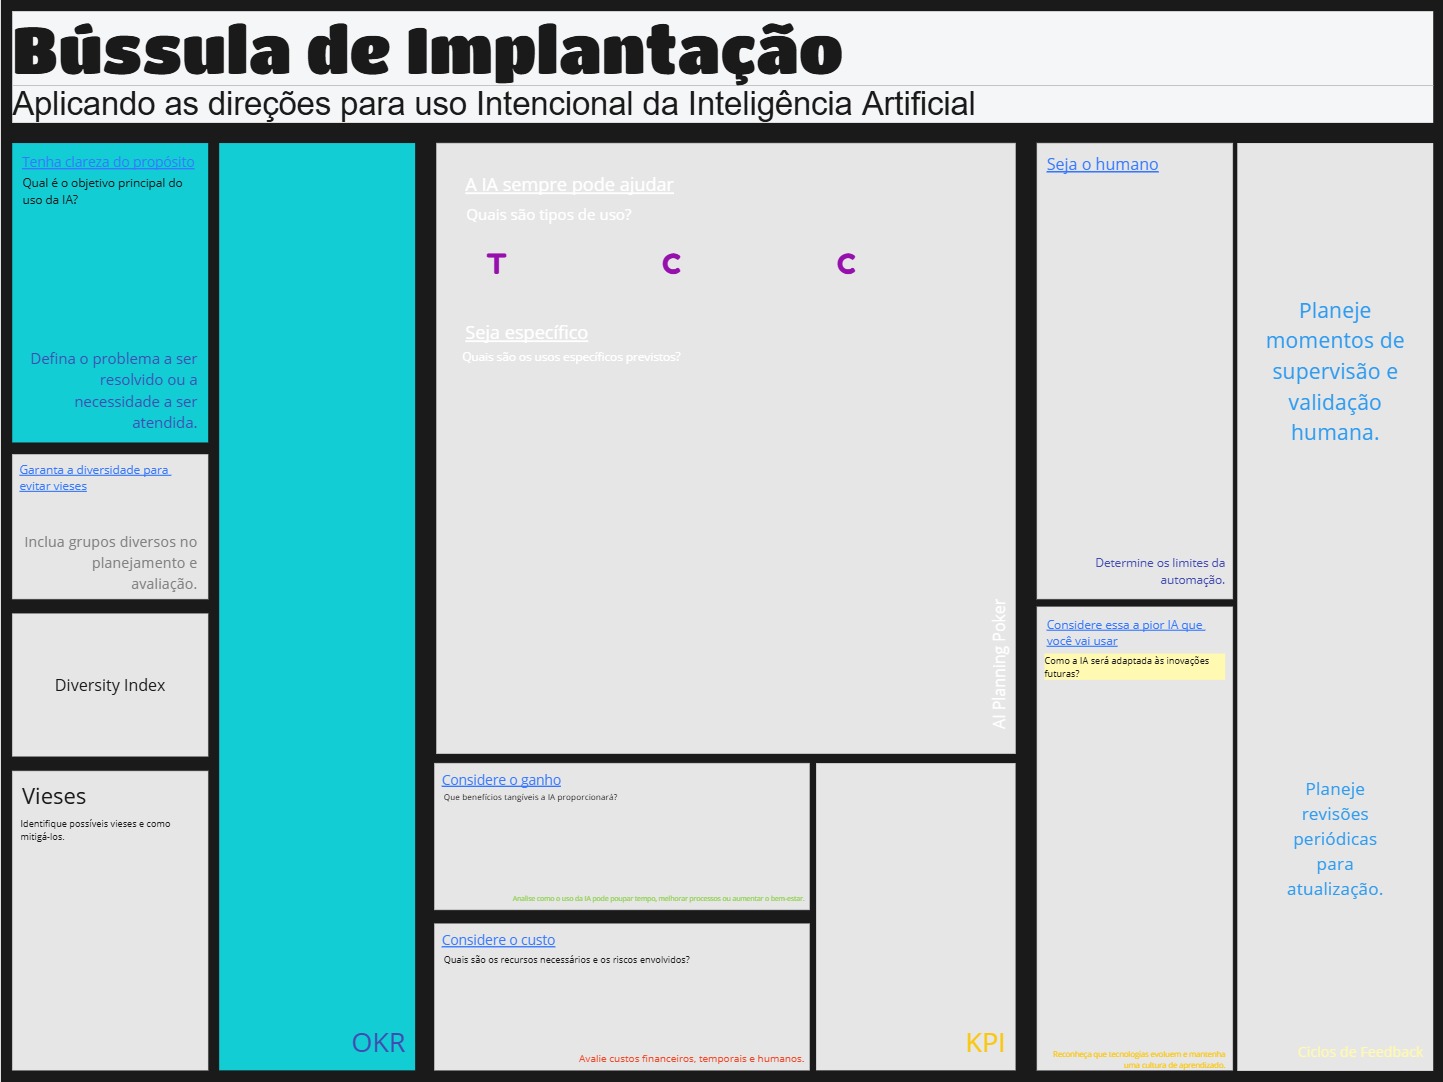 Bússula de Implantação
Aplicando as direções para uso Intencional da Inteligência Artificial
Tenha clareza do propósito
Qual é o objetivo principal do
uso da IA?
Defina o problema a ser
resolvido ou a
necessidade a ser
atendida.
Garanta a diversidade para
evitar vieses
Inclua grupos diversos no
planejamento e
avaliação.
Diversity Index
Vieses
Identifique possíveis vieses e como
mitigá-los.
OKR
A IA sempre pode ajudar
Quais são tipos de uso?
T C C
Seja específico
Quais são os usos específicos previstos?
AI Planning Poker
Considere o ganho
Que benefícios tangíveis a IA proporcionará?
Analise como o uso da IA pode poupar tempo, melhorar processos ou aumentar o bem-estar.
Considere o custo
Quais são os recursos necessários e os riscos envolvidos?
Avalie custos financeiros, temporais e humanos.
KPI
Seja o humano
Determine os limites da
automação.
Considere essa a pior IA que
você vai usar
Como a IA será adaptada às inovações
futuras?
Reconheça que tecnologias evoluem e mantenha
uma cultura de aprendizado.
Planeje
momentos de
supervisão e
validação
humana.
Planeje
revisões
periódicas
para
atualização.
Ciclos de Feedback